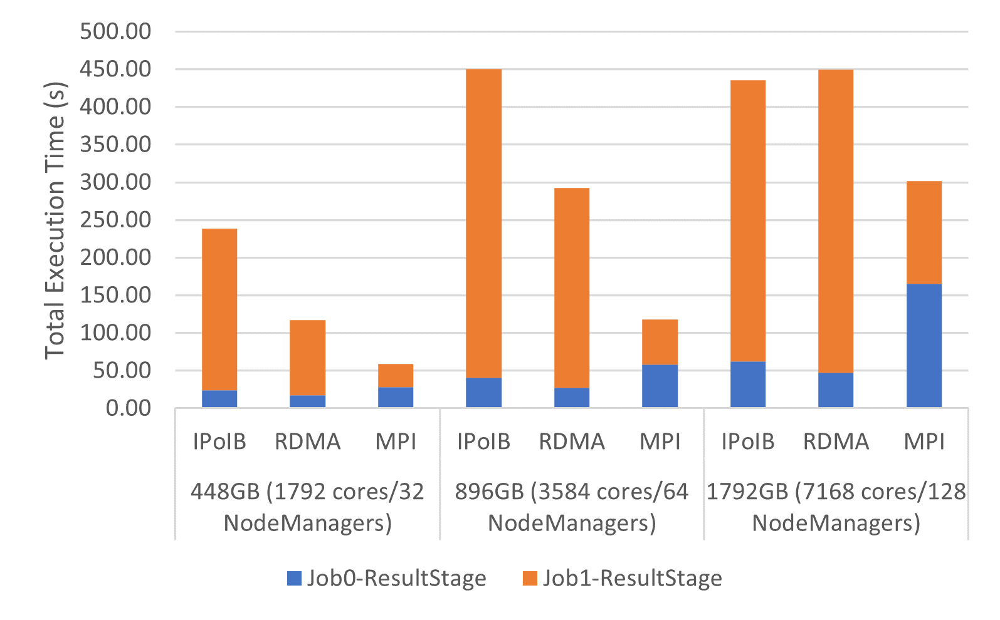 Total Execution Time (s)
500.00
450.00
400.00
350.00
300.00
250.00
200.00
150.00
100.00
50.00
0.00
IPoIB RDMA MPI IPoIB RDMA MPI IPoIB RDMA MPI
448GB (1792 cores/32 NodeManagers)
896GB (3584 cores/64 NodeManagers)
1792GB (7168 cores/128 NodeManagers)
Job0-ResultStage Job1-ResultStage